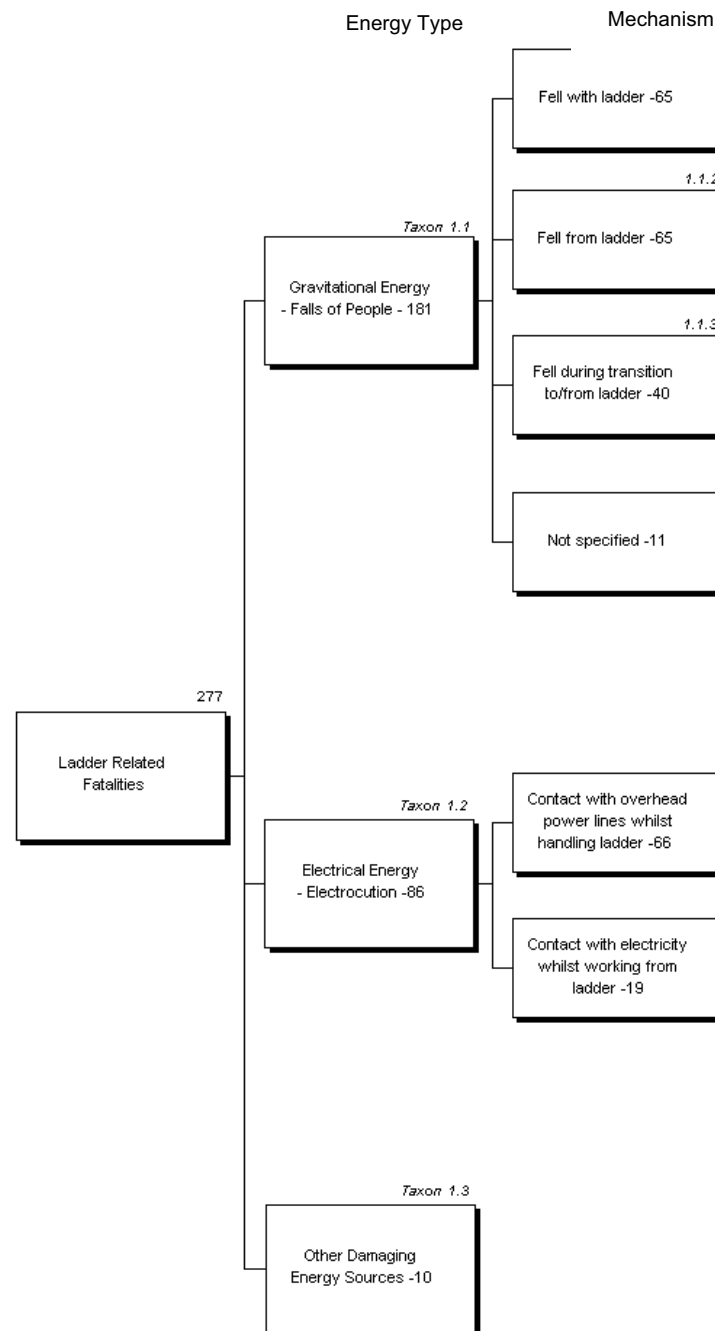 Energy Type
Mechanism
Fell with ladder -65
1.1.2
Fell from ladder -65
Taxon 1.1
Gravitational Energy
- Falls of People - 181
1.1.3
Fell during transition
to/from ladder -40
Not specified -11
277
Ladder Related
Fatalities
Taxon 1.2
Electrical Energy
- Electrocution -86
Contact with overhead
power lines whilst
handling ladder -66
Contact with electricity
whilst working from
ladder -19
Taxon 1.3
Other Damaging
Energy Sources -10